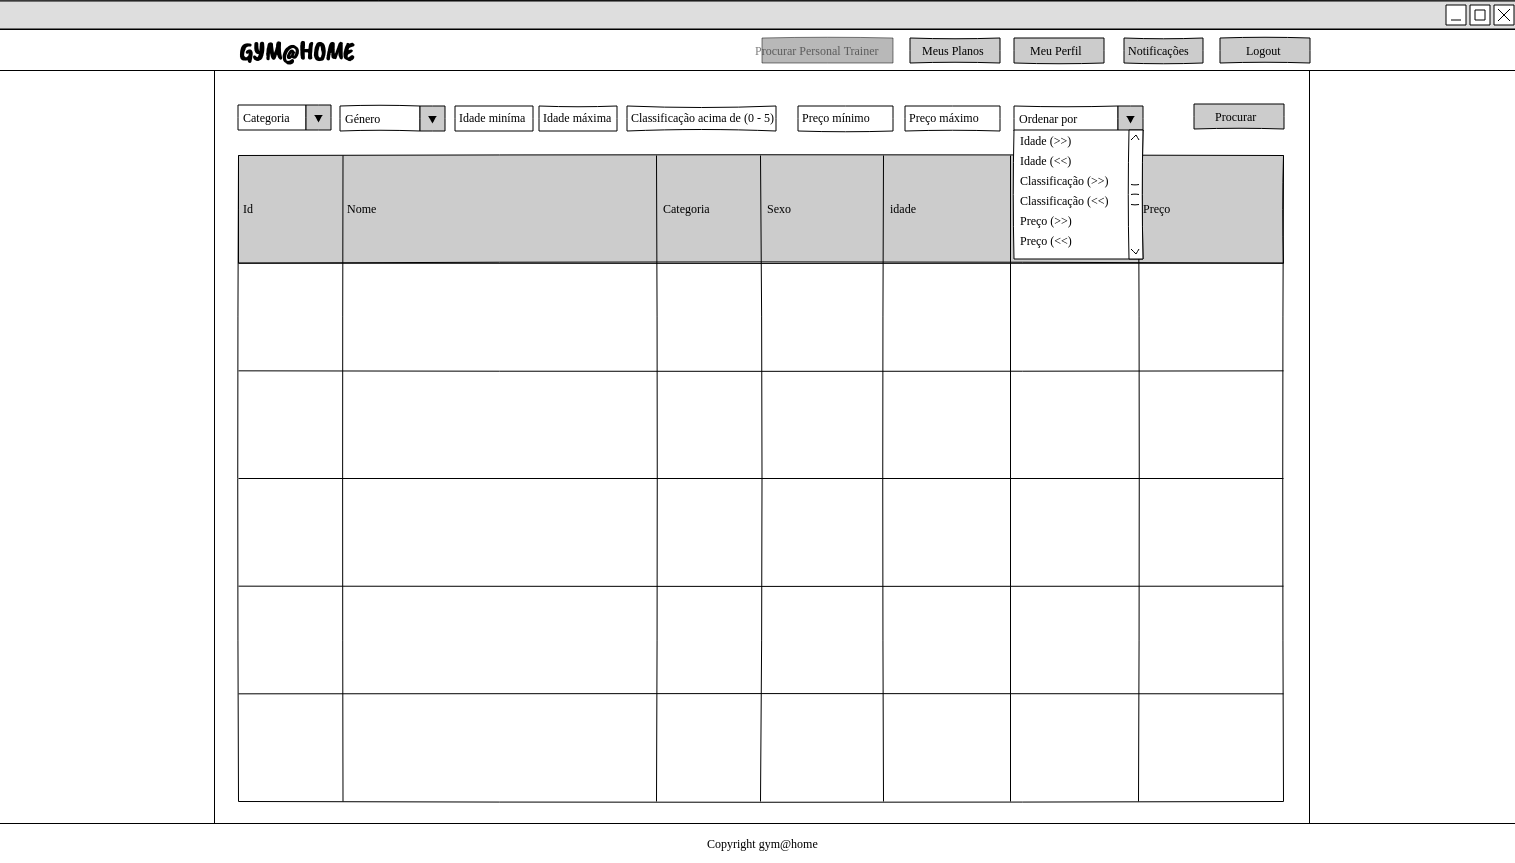 GYM@HOME
Procurar Personal Trainer
Meus Planos
Meu Perfil
Notificações
Logout
Categoria
Género
Idade miníma
Idade máxima
Classificação acima de (0 - 5)
Preço mínimo
Preço máximo
Ordenar por
Procurar
Idade (>>)
Idade (<<)
Classificação (>>)
Classificação (<<)
Preço (>>)
Preço (<<)
Id
Nome
Categoria
Sexo
idade
Preço
Copyright gym@home